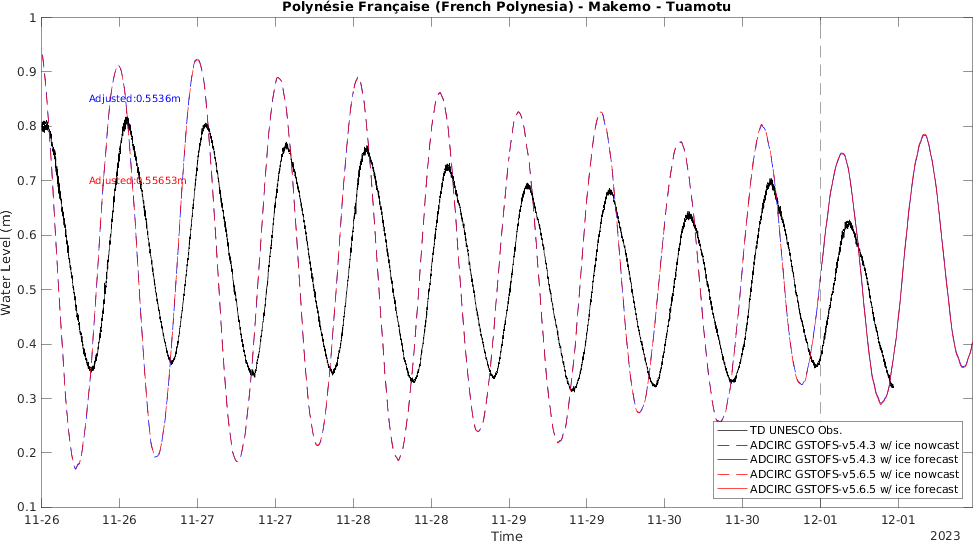 Polynésie Française (French Polynesia) - Makemo - Tuamotu
Water Level (m)
1
0.9
0.8
0.7
0.6
0.5
0.4
0.3
0.2
0.1
Adjusted:0.5536m
Adjusted:0.55653m
TD UNESCO Obs.
ADCIRC GSTOFS-v5.4.3 w/ ice nowcast
ADCIRC GSTOFS-v5.4.3 w/ ice forecast
ADCIRC GSTOFS-v5.6.5 w/ ice nowcast
ADCIRC GSTOFS-v5.6.5 w/ ice forecast
11-26 11-26 11-27 11-27 11-28 11-28 11-29 11-29 11-30 11-30 12-01 12-01
Time
2023